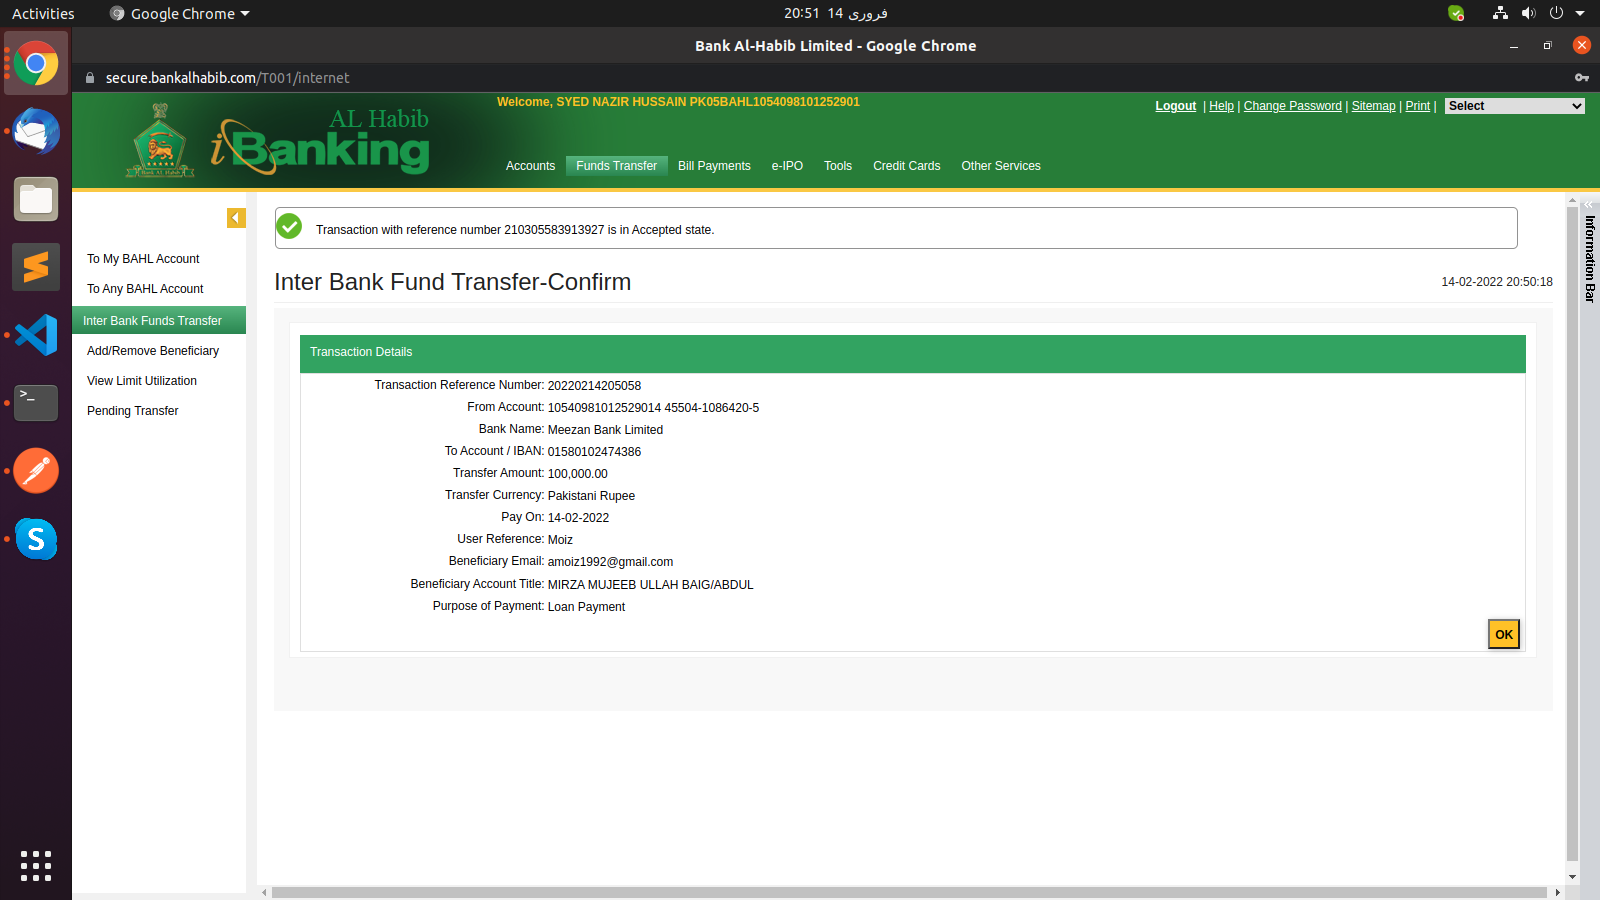 Activities
Google Chrome
20:51 14 فروری
Bank Al-Habib Limited - Google Chrome
secure.bankalhabib.com/T001/internet
AL Habib
iBanking
Bank AL Habib
Welcome, SYED NAZIR HUSSAIN PK05BAHL1054098101252901
Logout | Help | Change Password | Sitemap | Print | Select
Accounts Funds Transfer Bill Payments e-IPO Tools Credit Cards Other Services
To My BAHL Account
To Any BAHL Account
Inter Bank Funds Transfer
Add/Remove Beneficiary
View Limit Utilization
Pending Transfer
Transaction with reference number 210305583913927 is in Accepted state.
Inter Bank Fund Transfer-Confirm
14-02-2022 20:50:18
Transaction Details
Transaction Reference Number: 20220214205058
From Account: 10540981012529014 45504-1086420-5
Bank Name: Meezan Bank Limited
To Account / IBAN: 01580102474386
Transfer Amount: 100,000.00
Transfer Currency: Pakistani Rupee
Pay On: 14-02-2022
User Reference: Moiz
Beneficiary Email: amoiz1992@gmail.com
Beneficiary Account Title: MIRZA MUJEEB ULLAH BAIG/ABDUL
Purpose of Payment: Loan Payment
OK
Information Bar